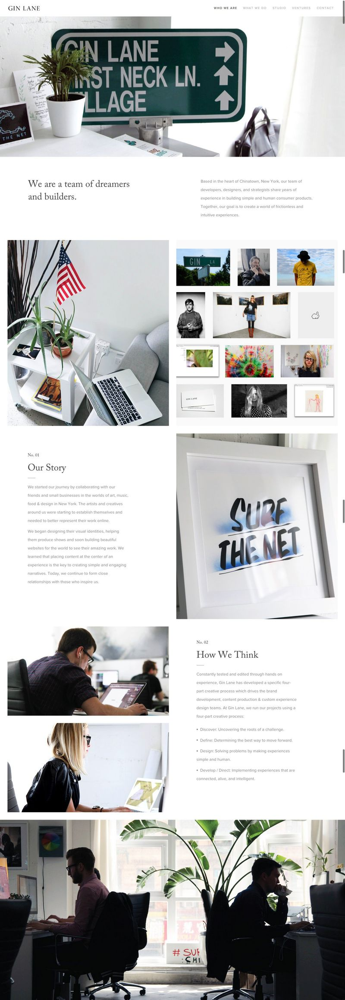 GIN LANE
WHO WE ARE WHAT WE DO STUDIO VENTURES CONTACT
GIN LANE
NECK LN.
THE NET
We are a team of dreamers
and builders.
Based in the heart of Chinatown, New York, our team of
developers, designers, and strategists share years of
experience in building simple and human consumer products.
Together, our goal is to create a world of frictionless and
intuitive experiences.
GIN LA
LOLA
GIN LANE
No. 01
Our Story
We started our journey by collaborating with our
friends and small businesses in the worlds of art, music,
food & design in New York. The artists and creatives
around us were starting to establish themselves and
needed to better represent their work online.
We began designing their visual identities, helping
them produce shows and soon building beautiful
websites for the world to see their amazing work. We
learned that placing content at the center of an
experience is the key to creating simple and engaging
narratives. Today, we continue to form close
relationships with those who inspire us.
SURF
THE NET
No. 02
How We Think
Constantly tested and edited through hands on
experience, Gin Lane has developed a specific four-
part creative process which drives the brand
development, content production & custom experience
design teams. At Gin Lane, we run our projects using a
four-part creative process:
• Discover: Uncovering the roots of a challenge.
• Define: Determining the best way to move forward.
• Design: Solving problems by making experiences
simple and human.
• Develop / Direct: Implementing experiences that are
connected, alive, and intelligent.
# SUF
CHI